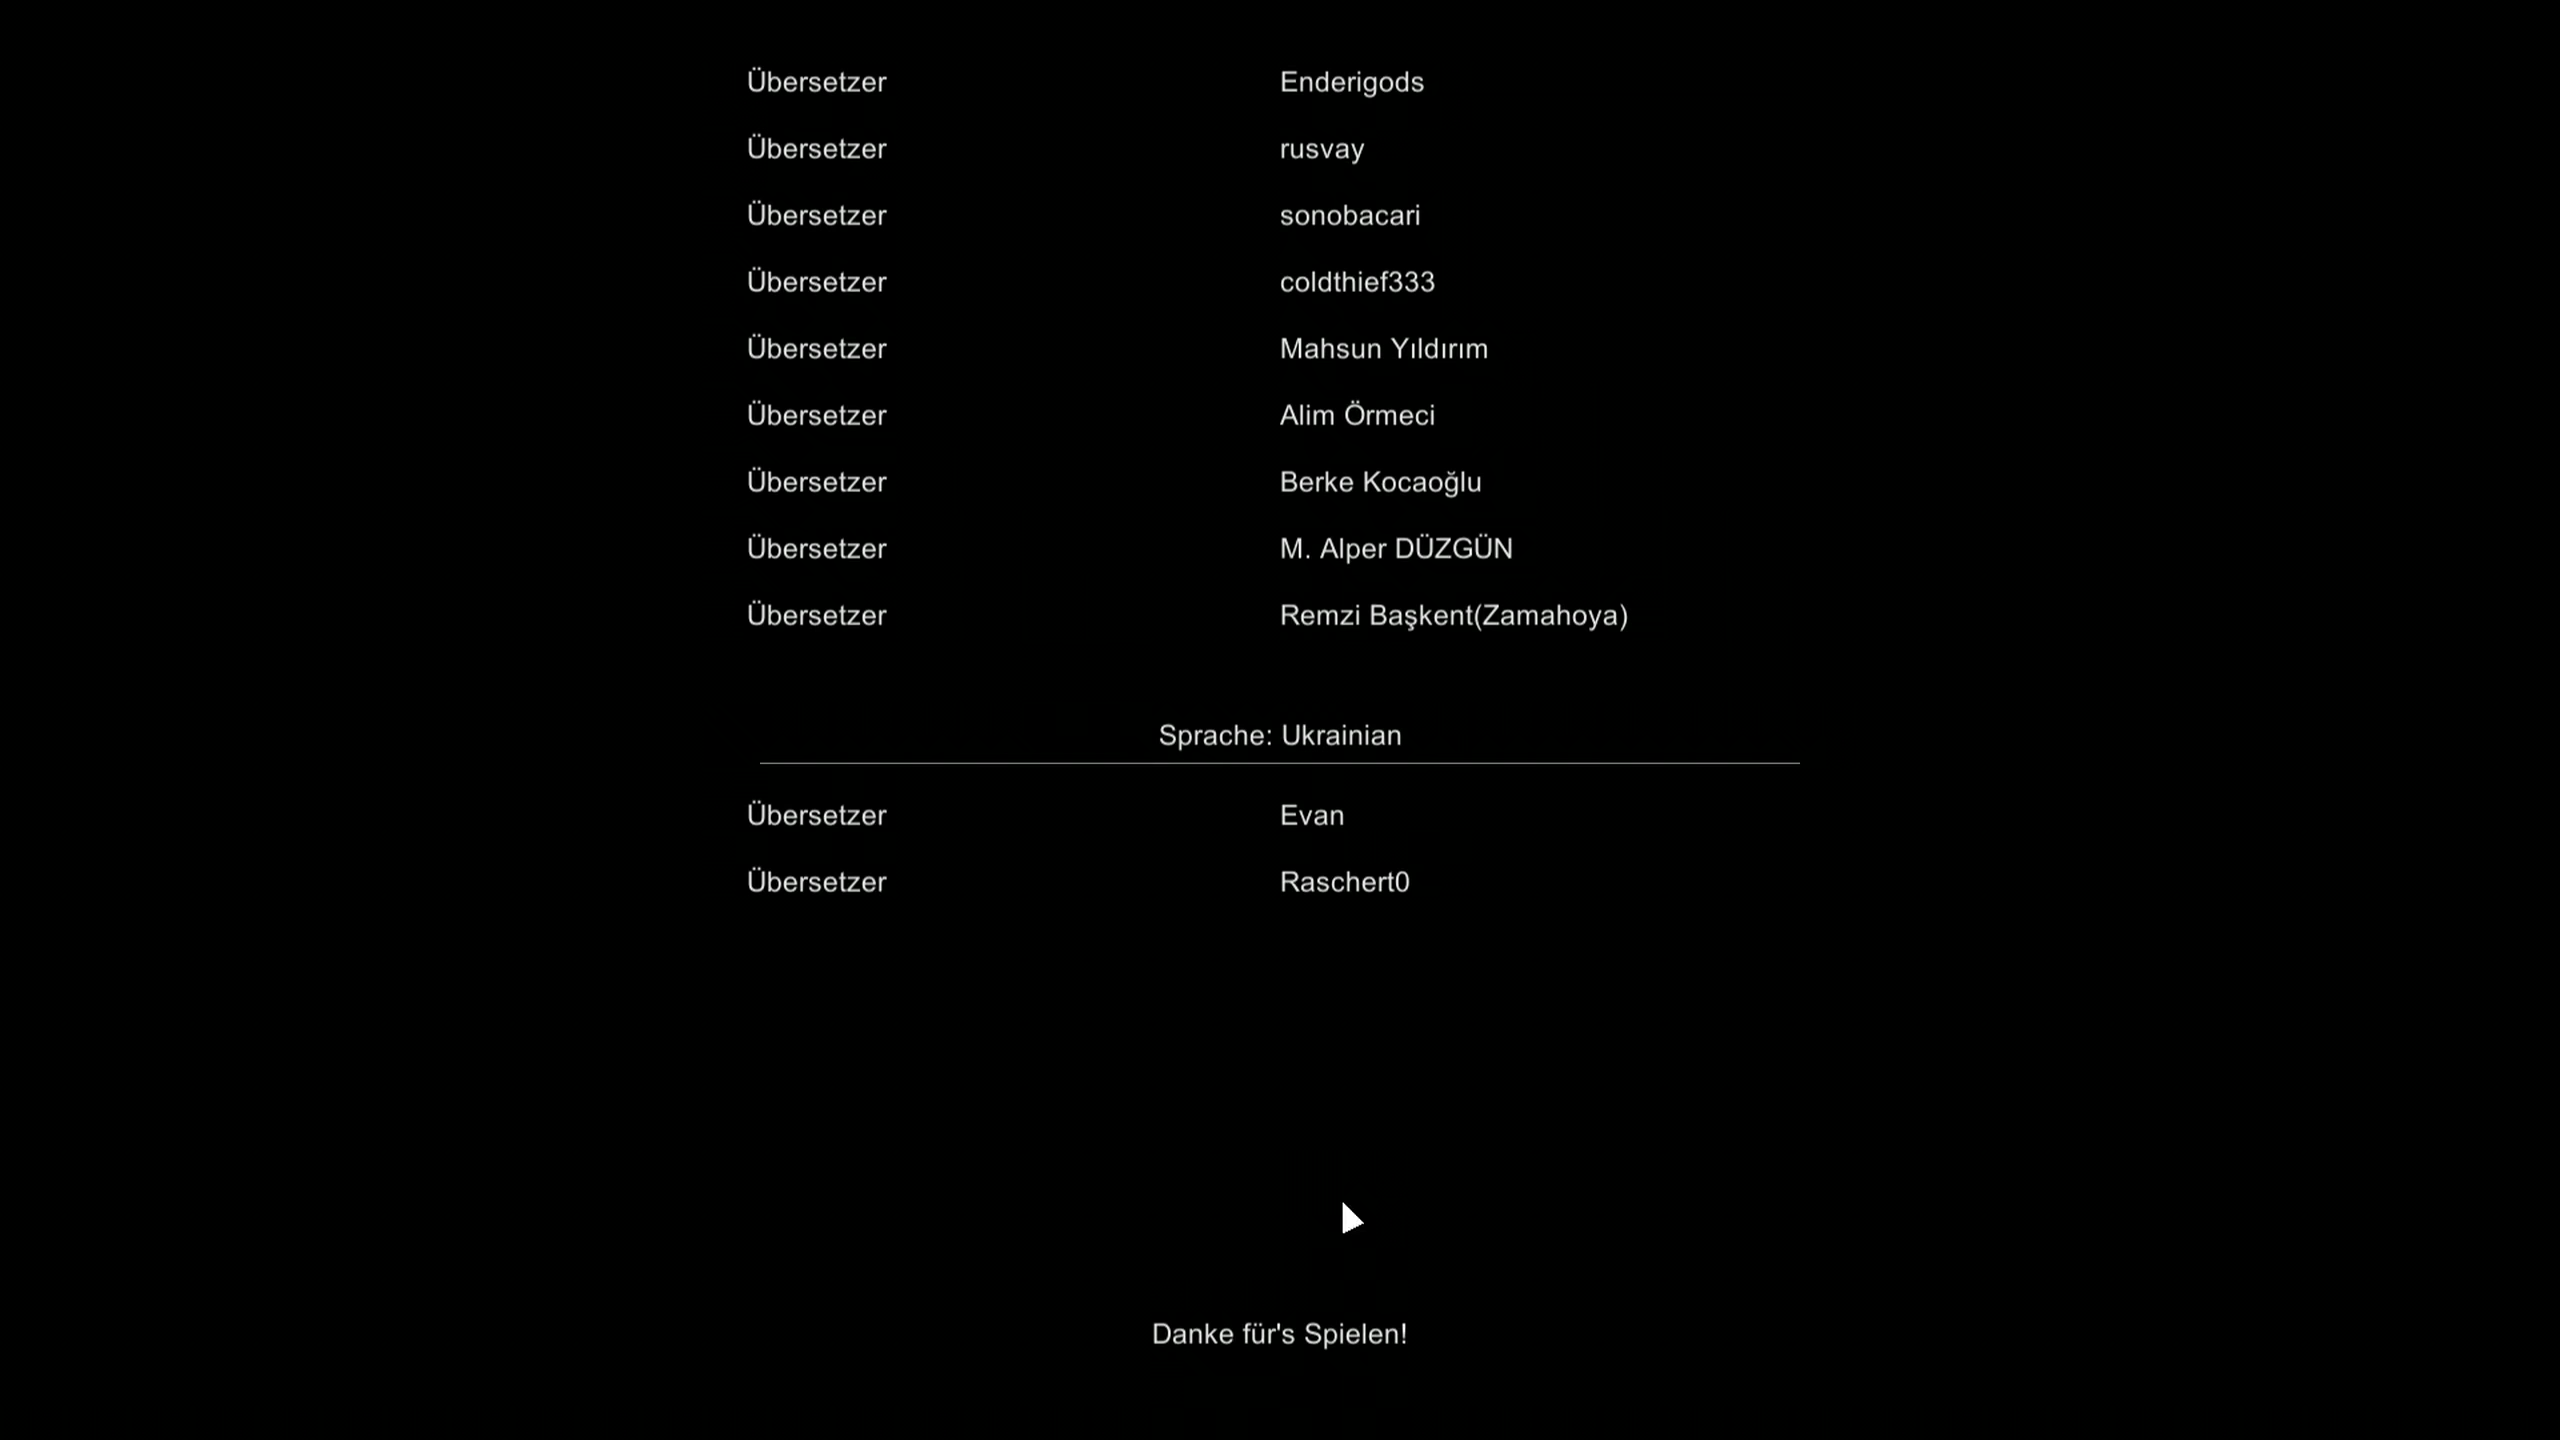 Übersetzer Enderigods
Übersetzer rusvay
Übersetzer sonobacari
Übersetzer coldthief333
Übersetzer Mahsun Yıldırım
Übersetzer Alim Örmeci
Übersetzer Berke Kocaoğlu
Übersetzer M. Alper DÜZGÜN
Übersetzer Remzi Başkent(Zamahoya)
Sprache: Ukrainian
Übersetzer Evan
Übersetzer Raschert0
Danke für's Spielen!